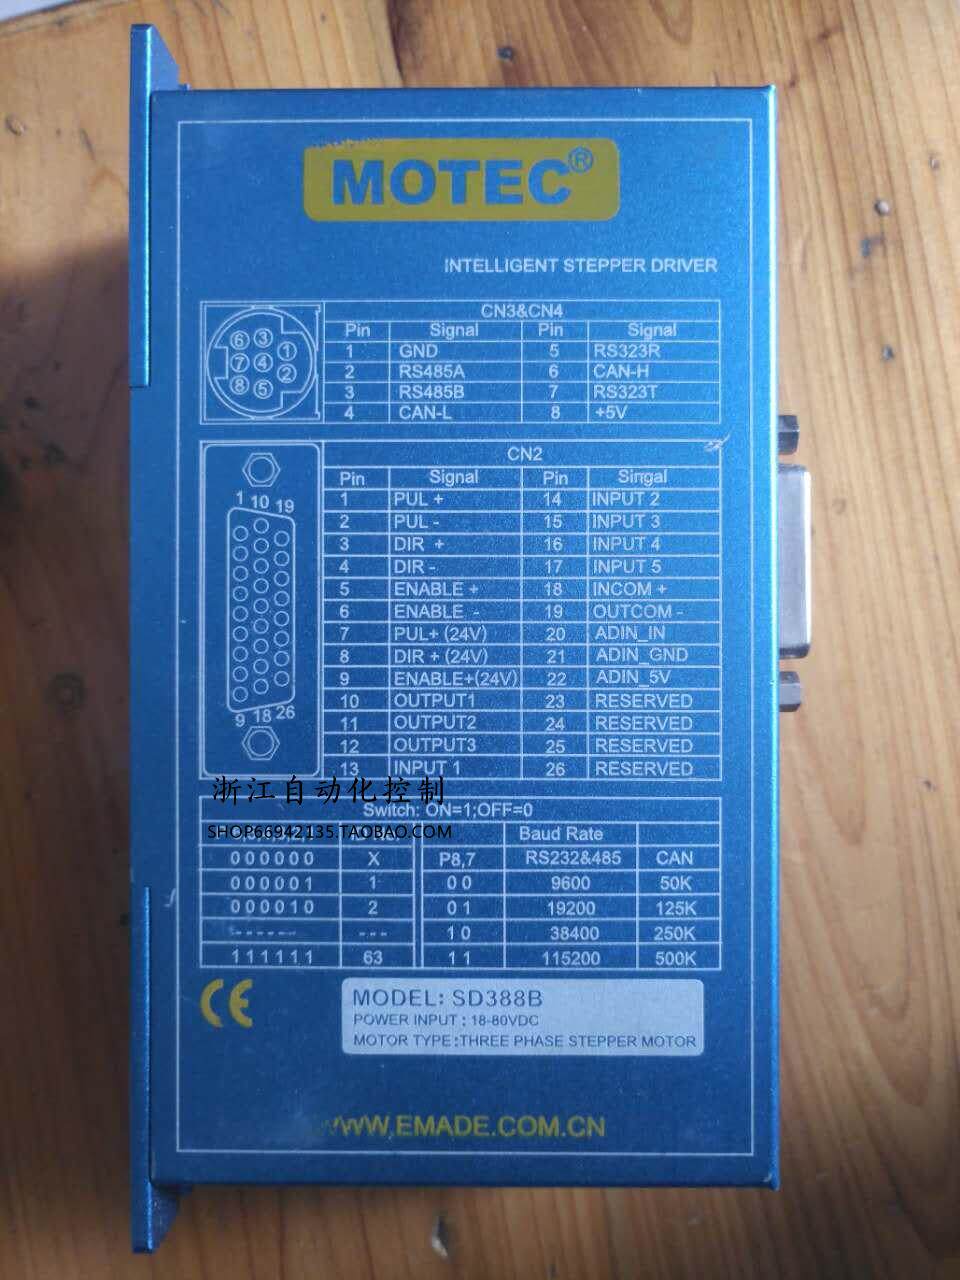 MOTEC®
INTELLIGENT STEPPER DRIVER
CN3&CN4
Pin Signal Pin Signal
1 GND 5 RS323R
2 RS485A 6 CAN-H
3 RS485B 7 RS323T
4 CAN-L 8 +5V
6 3 1
7 4 2
8 5
CN2
Pin Signal Pin Singal
1 PUL + 14 INPUT 2
2 PUL - 15 INPUT 3
3 DIR + 16 INPUT 4
4 DIR - 17 INPUT 5
5 ENABLE + 18 INCOM +
6 ENABLE - 19 OUTCOM -
7 PUL+ (24V) 20 ADIN_IN
8 DIR + (24V) 21 ADIN_GND
9 ENABLE+(24V) 22 ADIN_5V
10 OUTPUT1 23 RESERVED
11 OUTPUT2 24 RESERVED
12 OUTPUT3 25 RESERVED
13 INPUT 1 26 RESERVED
1 10 19
9 18 26
浙江自动化控制
Switch: ON=1;OFF=0
SHOP66942135.TAOBAO.COM
Baud Rate
000000 X P8,7 RS232&485 CAN
000001 1 0 0 9600 50K
000010 2 0 1 19200 125K
------ --- 1 0 38400 250K
111111 63 1 1 115200 500K
CE
MODEL: SD388B
POWER INPUT : 18-80VDC
MOTOR TYPE:THREE PHASE STEPPER MOTOR
WWW.EMADE.COM.CN